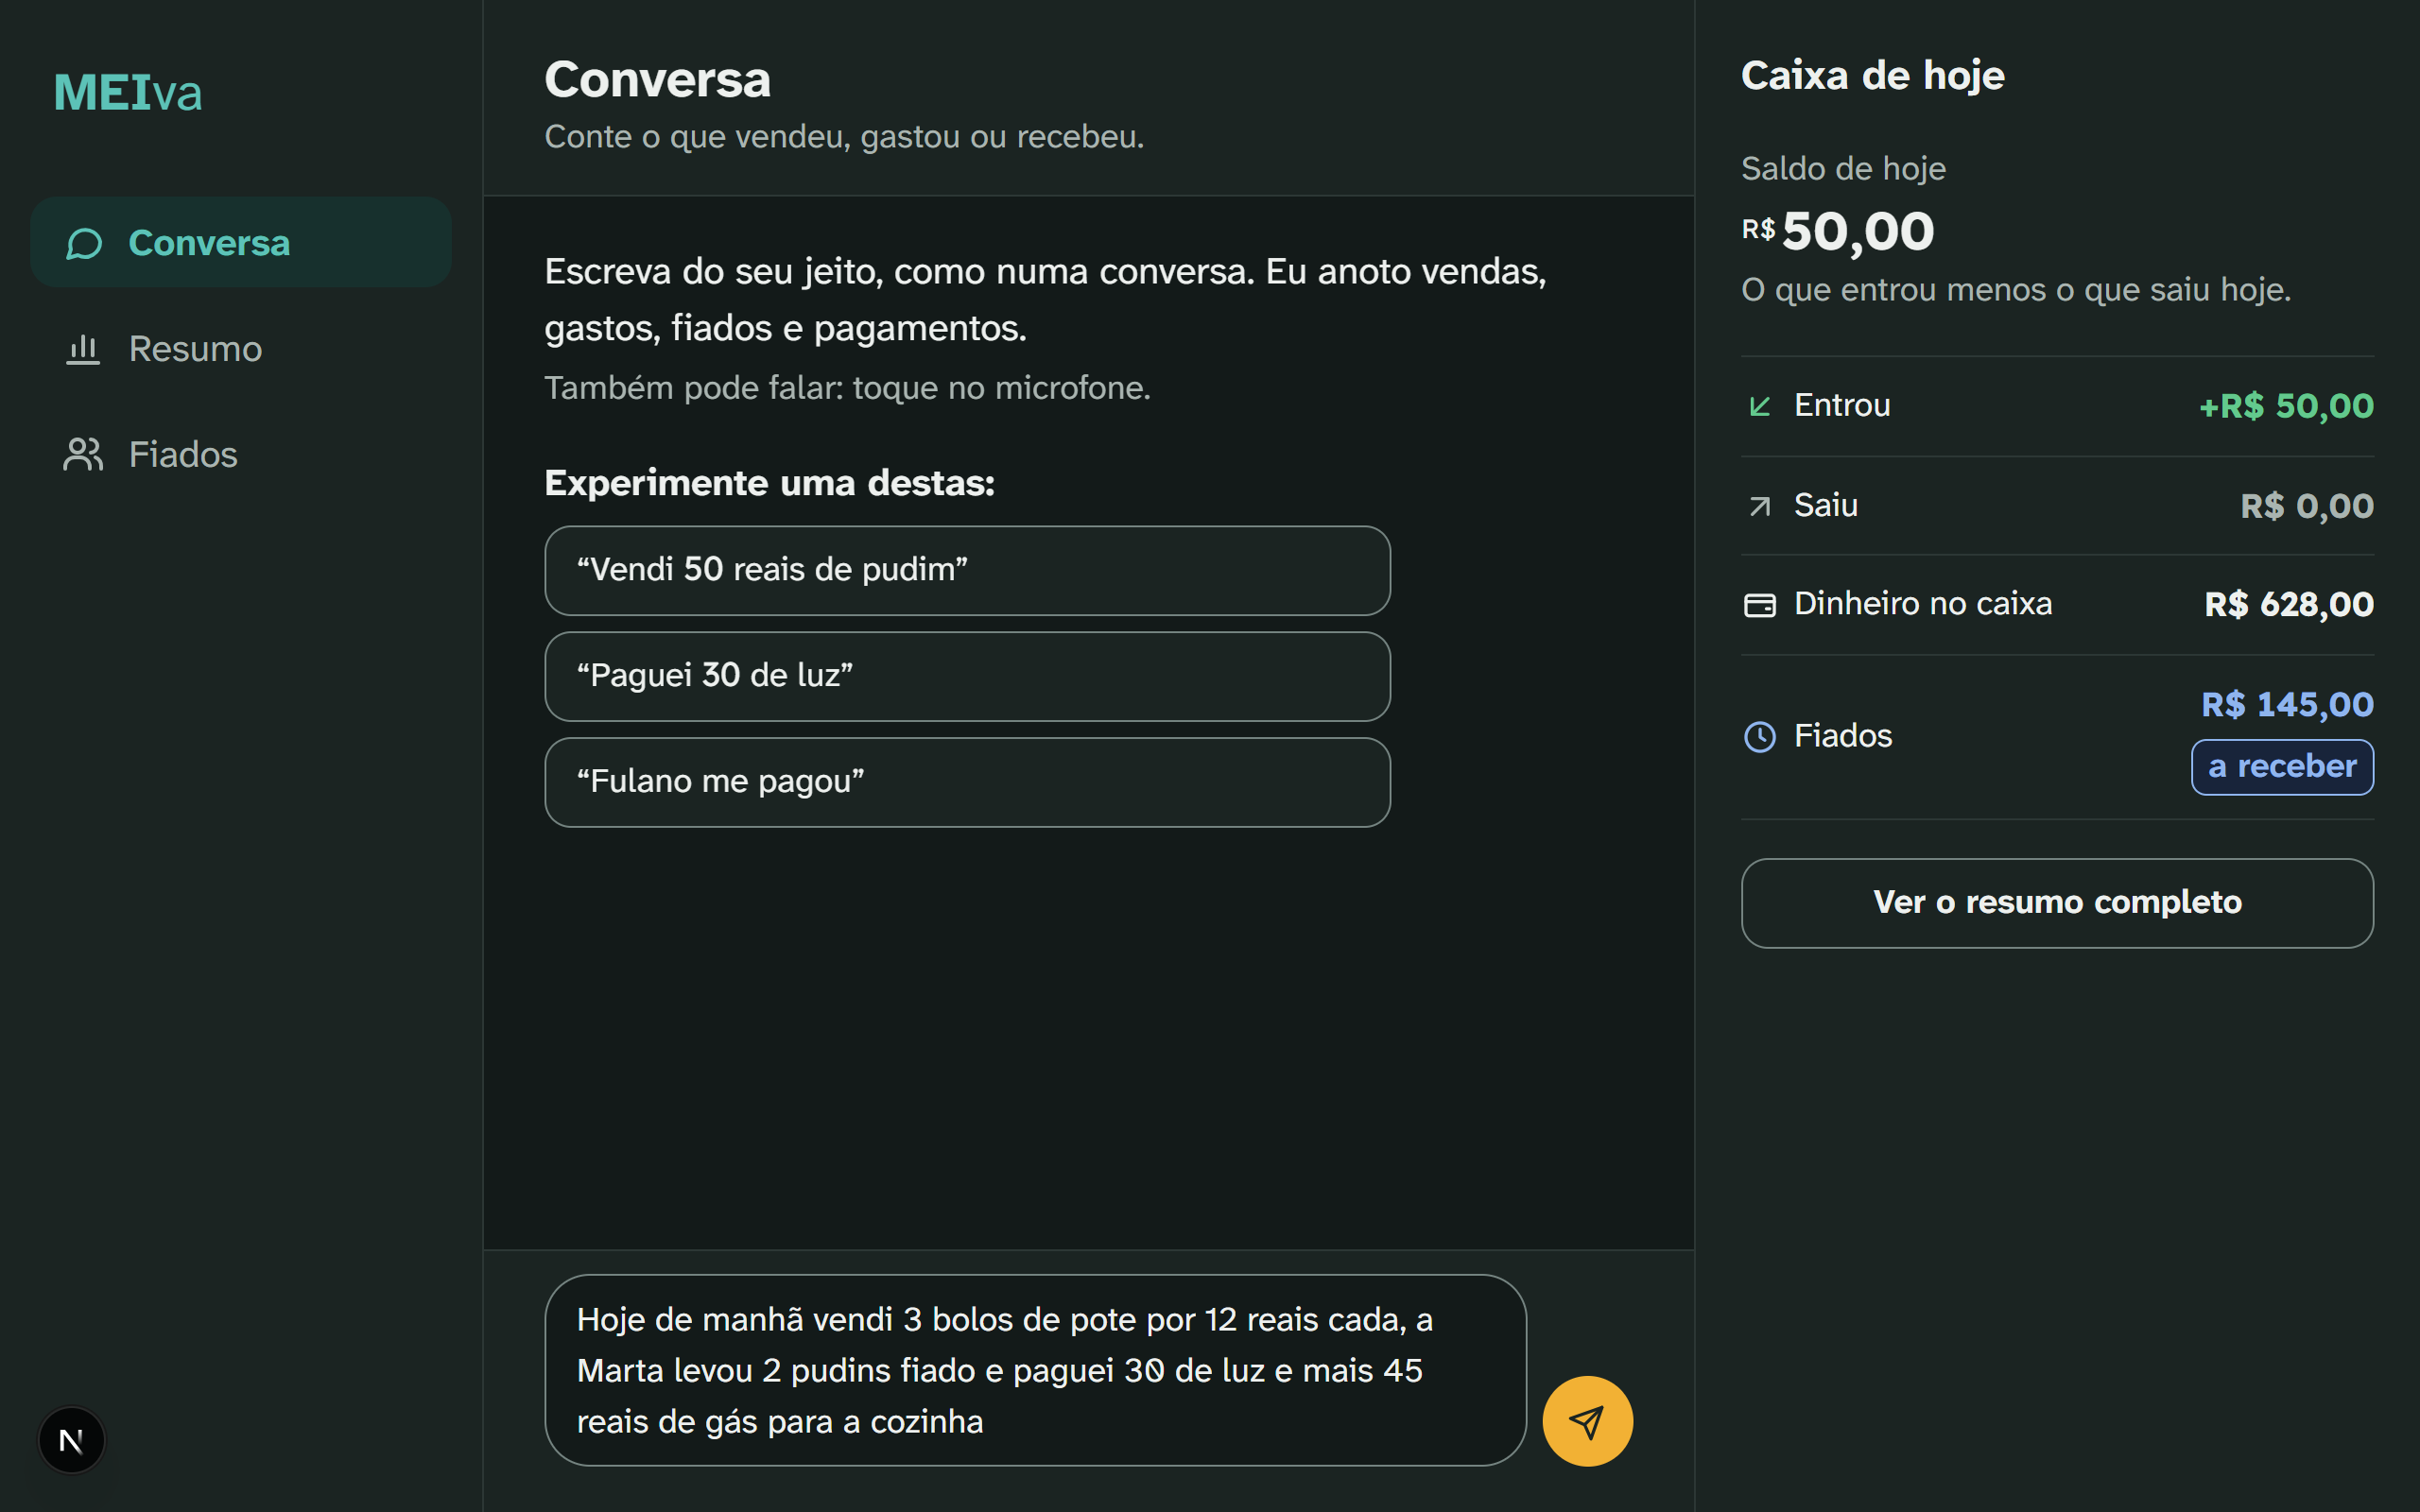 MEIva
Conversa
Resumo
Fiados
N
Conversa
Conte o que vendeu, gastou ou recebeu.
Escreva do seu jeito, como numa conversa. Eu anoto vendas,
gastos, fiados e pagamentos.
Também pode falar: toque no microfone.
Experimente uma destas:
“Vendi 50 reais de pudim”
“Paguei 30 de luz”
“Fulano me pagou”
Hoje de manhã vendi 3 bolos de pote por 12 reais cada, a
Marta levou 2 pudins fiado e paguei 30 de luz e mais 45
reais de gás para a cozinha
Caixa de hoje
Saldo de hoje
R$ 50,00
O que entrou menos o que saiu hoje.
Entrou +R$ 50,00
Saiu R$ 0,00
Dinheiro no caixa R$ 628,00
Fiados R$ 145,00
a receber
Ver o resumo completo